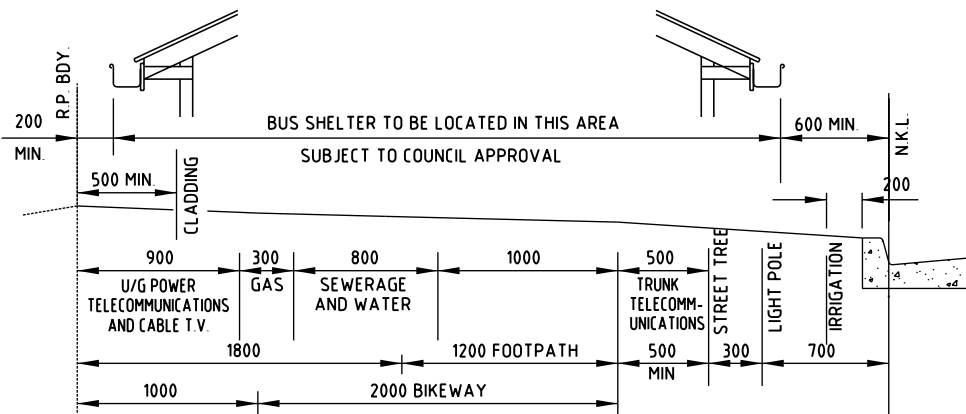 R.P. BDY.
N.K.L.
200
MIN.
BUS SHELTER TO BE LOCATED IN THIS AREA
SUBJECT TO COUNCIL APPROVAL
600 MIN.
500 MIN.
CLADDING
200
900
300
800
1000
500
U/G POWER
TELECOMMUNICATIONS
AND CABLE T.V.
GAS
SEWERAGE
AND WATER
TRUNK
TELECOMM-
UNICATIONS
STREET TREE
LIGHT POLE
IRRIGATION
1800
1200 FOOTPATH
500
MIN
300
700
1000
2000 BIKEWAY